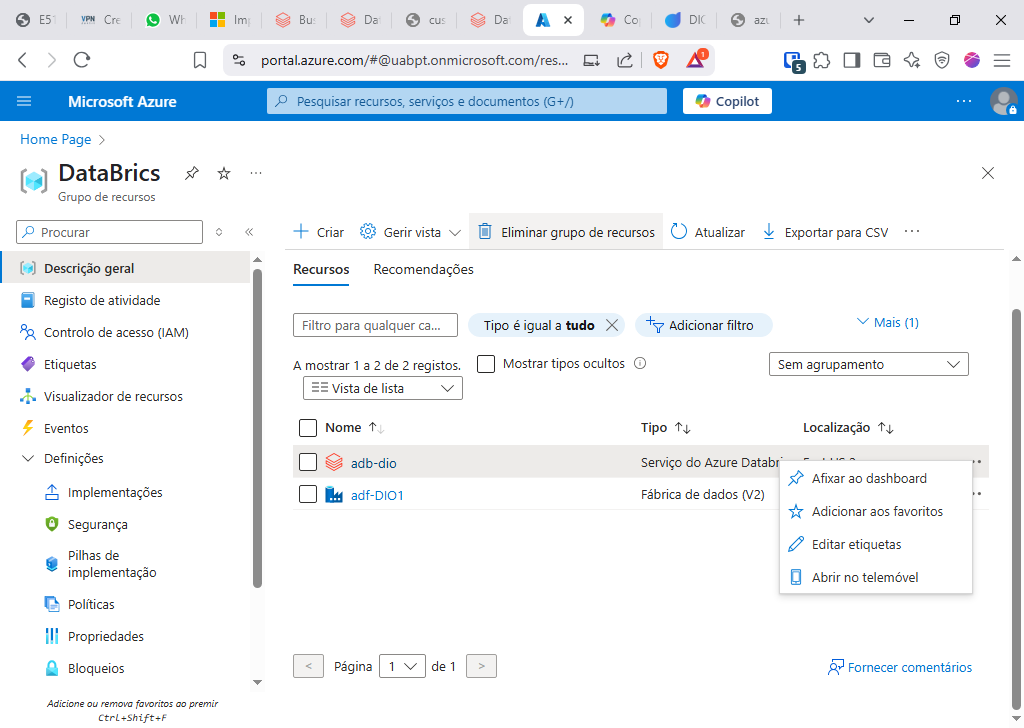 E5
VPN Cre
Wh
Imp
Bus
Dat
cus
Dat
Co
DIO
azu
portal.azure.com/#@uabpt.onmicrosoft.com/res...
5
1
Microsoft Azure
Pesquisar recursos, serviços e documentos (G+/)
Copilot
Home Page
DataBrics
Grupo de recursos
Procurar
Criar
Gerir vista
Eliminar grupo de recursos
Atualizar
Exportar para CSV
Descrição geral
Registo de atividade
Controlo de acesso (IAM)
Etiquetas
Visualizador de recursos
Eventos
Definições
Implementações
Segurança
Pilhas de
implementação
Políticas
Propriedades
Bloqueios
Adicione ou remova favoritos ao premir
Ctrl+Shift+F
Recursos
Recomendações
Filtro para qualquer ca...
Tipo é igual a tudo
Adicionar filtro
Mais (1)
A mostrar 1 a 2 de 2 registos.
Mostrar tipos ocultos
Sem agrupamento
Vista de lista
Nome
Tipo
Localização
adb-dio
Serviço do Azure Databri
adf-DIO1
Fábrica de dados (V2)
Afixar ao dashboard
Adicionar aos favoritos
Editar etiquetas
Abrir no telemóvel
< Página 1 de 1 >
Fornecer comentários